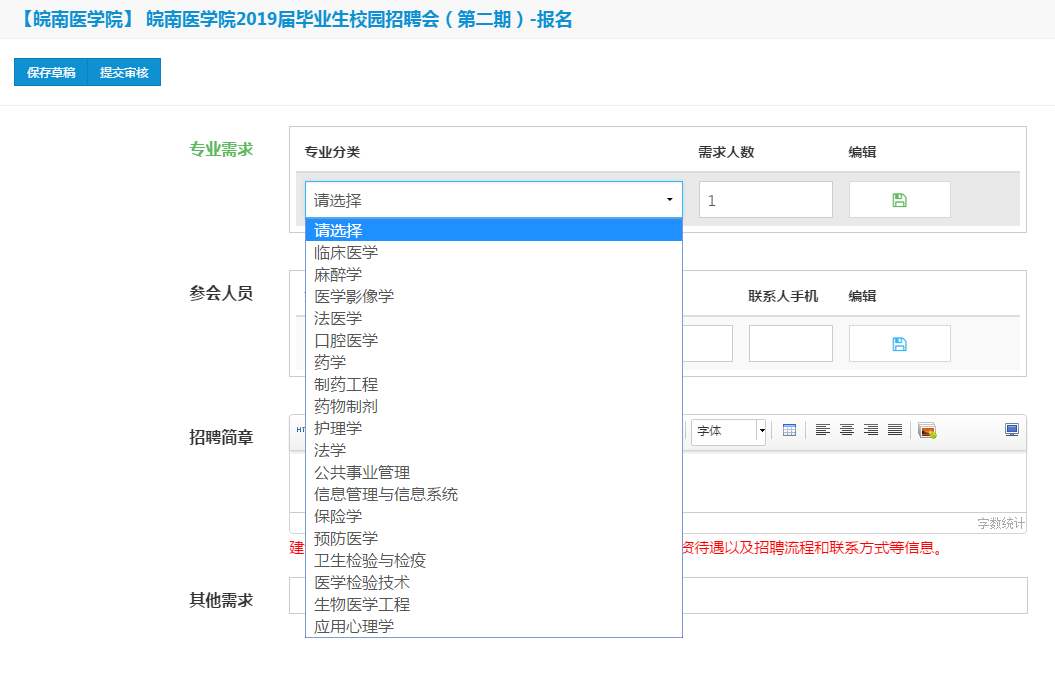 【皖南医学院】 皖南医学院2019届毕业生校园招聘会（第二期）-报名
保存草稿 提交审核
专业需求 专业分类 需求人数 编辑
请选择 1
请选择
临床医学
麻醉学
参会人员 联系人手机 编辑
医学影像学
法医学
口腔医学
药学
制药工程
药物制剂
护理学
招聘简章 字体
法学
公共事业管理
信息管理与信息系统
保险学
字数统计
预防医学
建 资待遇以及招聘流程和联系方式等信息。
卫生检验与检疫
医学检验技术
其他需求
生物医学工程
应用心理学